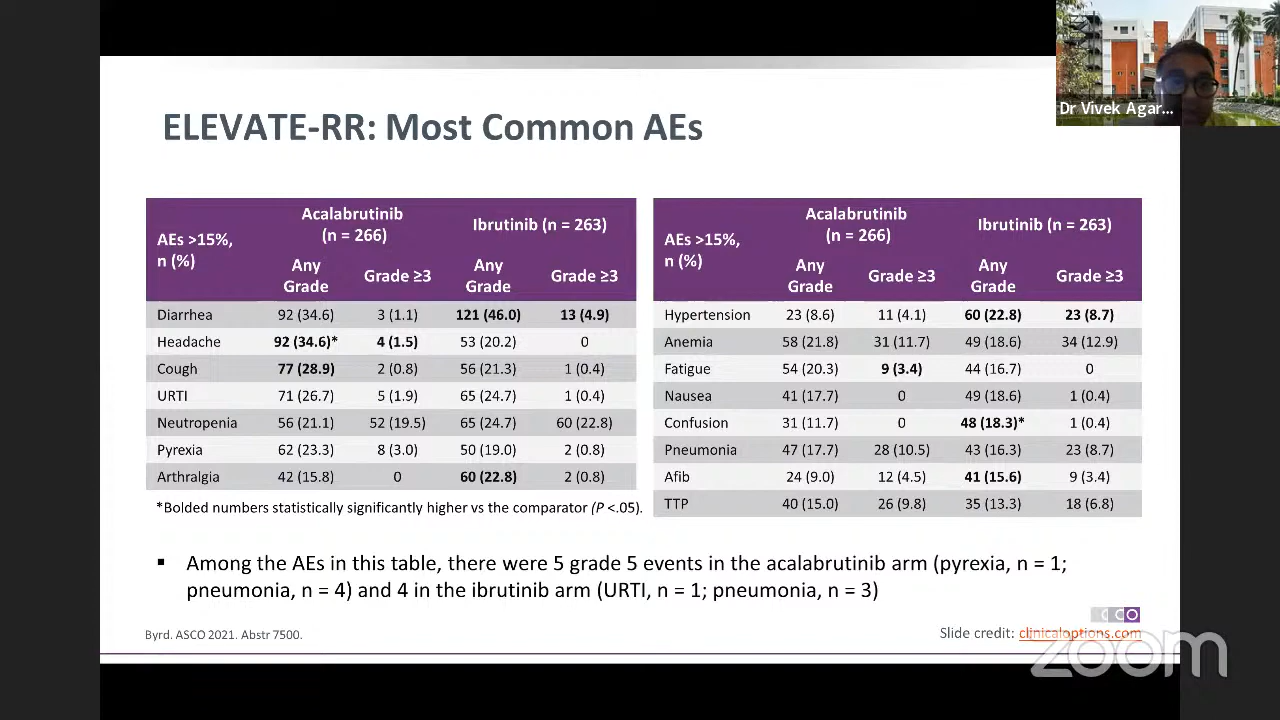 Dr Vivek Agar...
ELEVATE-RR: Most Common AEs
AEs >15%, n (%) Acalabrutinib (n = 266) Ibrutinib (n = 263)
Any Grade Grade ≥3 Any Grade Grade ≥3
Diarrhea 92 (34.6) 3 (1.1) 121 (46.0) 13 (4.9)
Headache 92 (34.6)* 4 (1.5) 53 (20.2) 0
Cough 77 (28.9) 2 (0.8) 56 (21.3) 1 (0.4)
URTI 71 (26.7) 5 (1.9) 65 (24.7) 1 (0.4)
Neutropenia 56 (21.1) 52 (19.5) 65 (24.7) 60 (22.8)
Pyrexia 62 (23.3) 8 (3.0) 50 (19.0) 2 (0.8)
Arthralgia 42 (15.8) 0 60 (22.8) 2 (0.8)
*Bolded numbers statistically significantly higher vs the comparator (P <.05).
AEs >15%, n (%) Acalabrutinib (n = 266) Ibrutinib (n = 263)
Any Grade Grade ≥3 Any Grade Grade ≥3
Hypertension 23 (8.6) 11 (4.1) 60 (22.8) 23 (8.7)
Anemia 58 (21.8) 31 (11.7) 49 (18.6) 34 (12.9)
Fatigue 54 (20.3) 9 (3.4) 44 (16.7) 0
Nausea 41 (17.7) 0 49 (18.6) 1 (0.4)
Confusion 31 (11.7) 0 48 (18.3)* 1 (0.4)
Pneumonia 47 (17.7) 28 (10.5) 43 (16.3) 23 (8.7)
Afib 24 (9.0) 12 (4.5) 41 (15.6) 9 (3.4)
TTP 40 (15.0) 26 (9.8) 35 (13.3) 18 (6.8)
▪ Among the AEs in this table, there were 5 grade 5 events in the acalabrutinib arm (pyrexia, n = 1;
pneumonia, n = 4) and 4 in the ibrutinib arm (URTI, n = 1; pneumonia, n = 3)
CCO
Byrd. ASCO 2021. Abstr 7500.
Slide credit: clinicaloptions.com
zoom